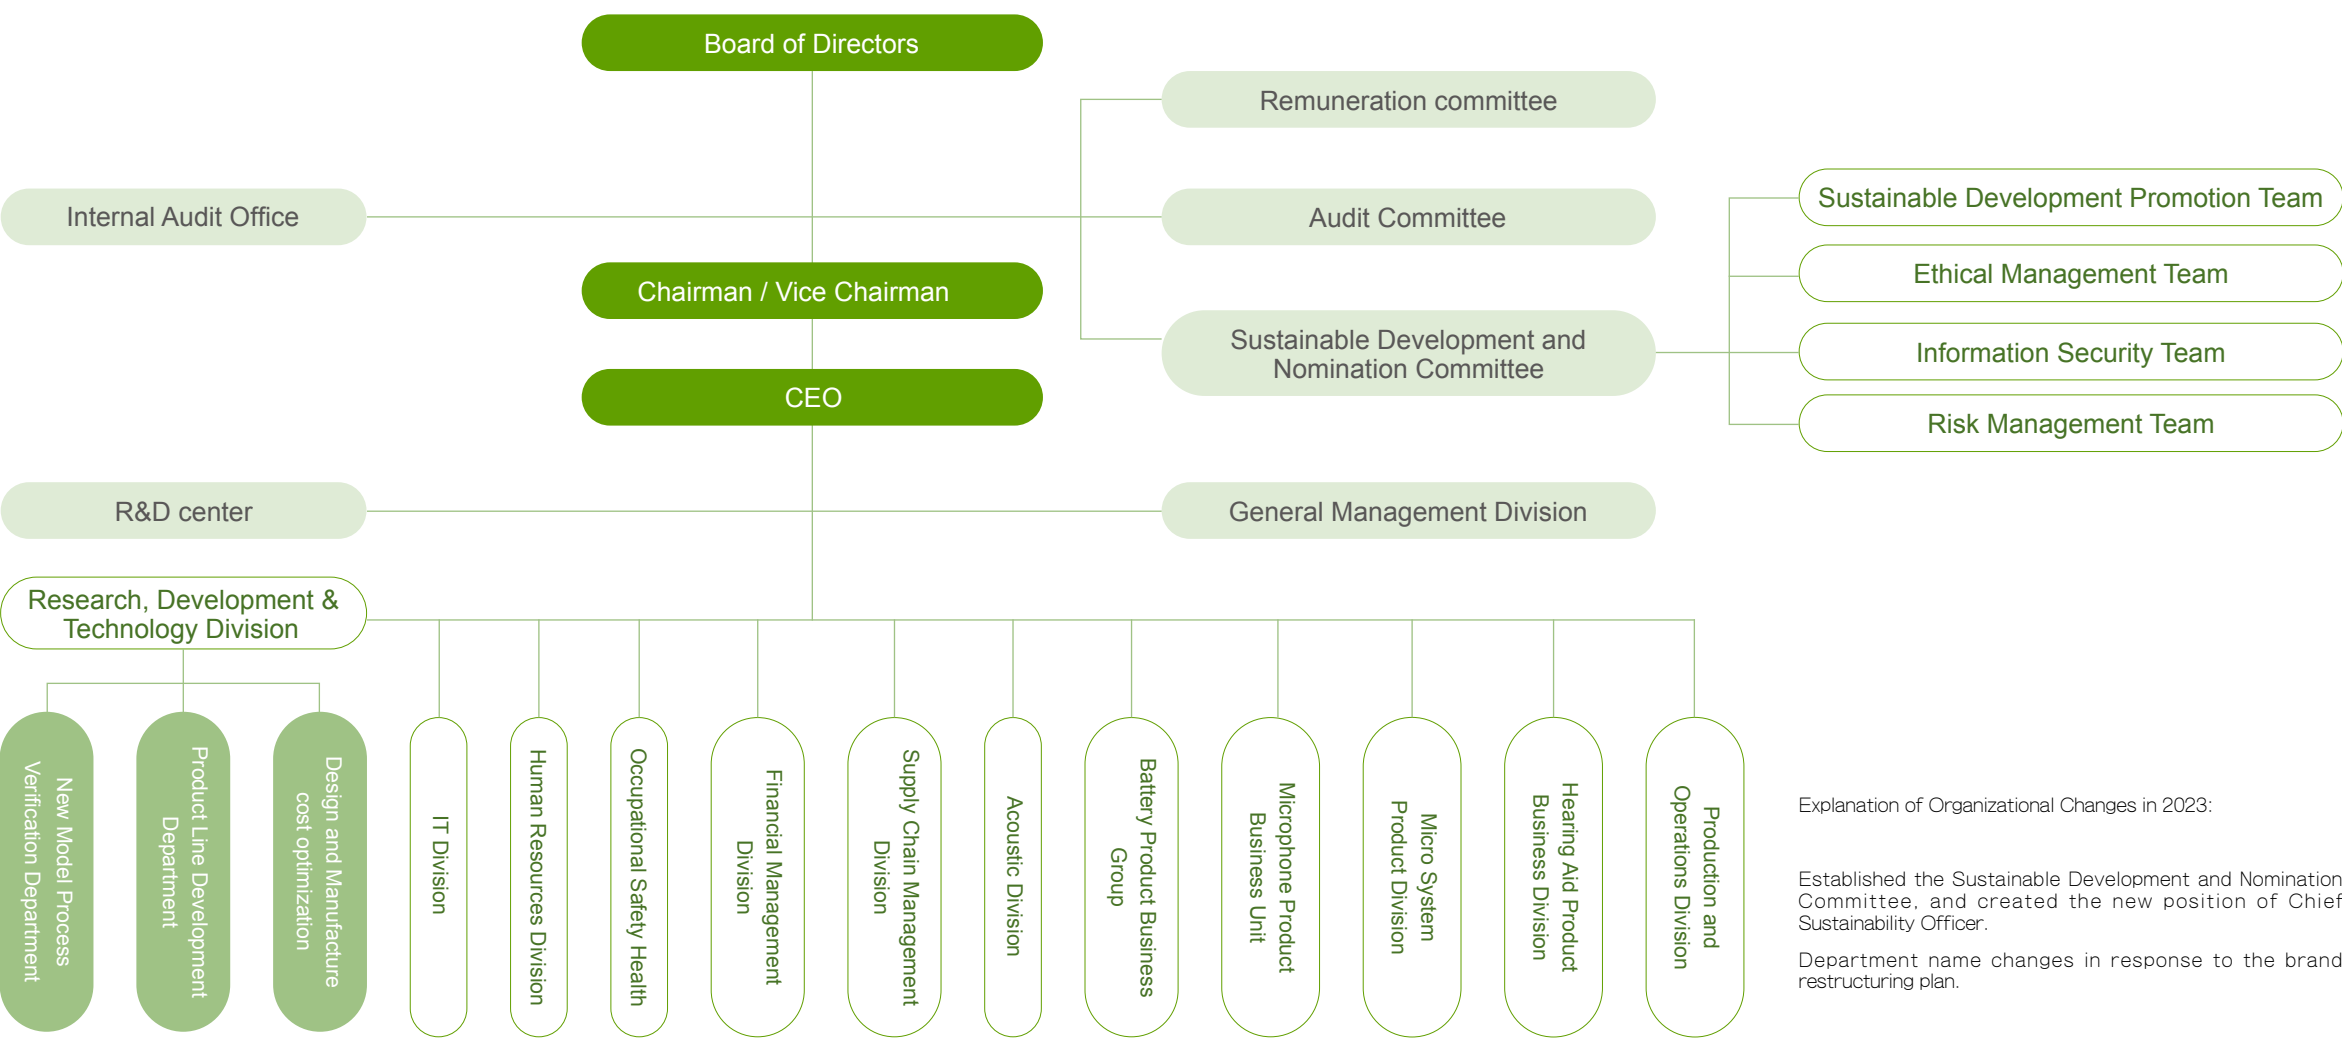 Board of Directors
Remuneration committee
Internal Audit Office
Audit Committee
Sustainable Development Promotion Team
Ethical Management Team
Chairman / Vice Chairman
Sustainable Development and
Nomination Committee
Information Security Team
CEO
Risk Management Team
R&D center
General Management Division
Research, Development &
Technology Division
New Model Process
Verification Department
Product Line Development
Department
Design and Manufacture
cost optimization
IT Division
Human Resources Division
Occupational Safety Health
Financial Management
Division
Supply Chain Management
Division
Acoustic Division
Battery Product Business
Group
Microphone Product
Business Unit
Micro System
Product Division
Hearing Aid Product
Business Division
Production and
Operations Division
Explanation of Organizational Changes in 2023:
Established the Sustainable Development and Nomination
Committee, and created the new position of Chief
Sustainability Officer.
Department name changes in response to the brand
restructuring plan.